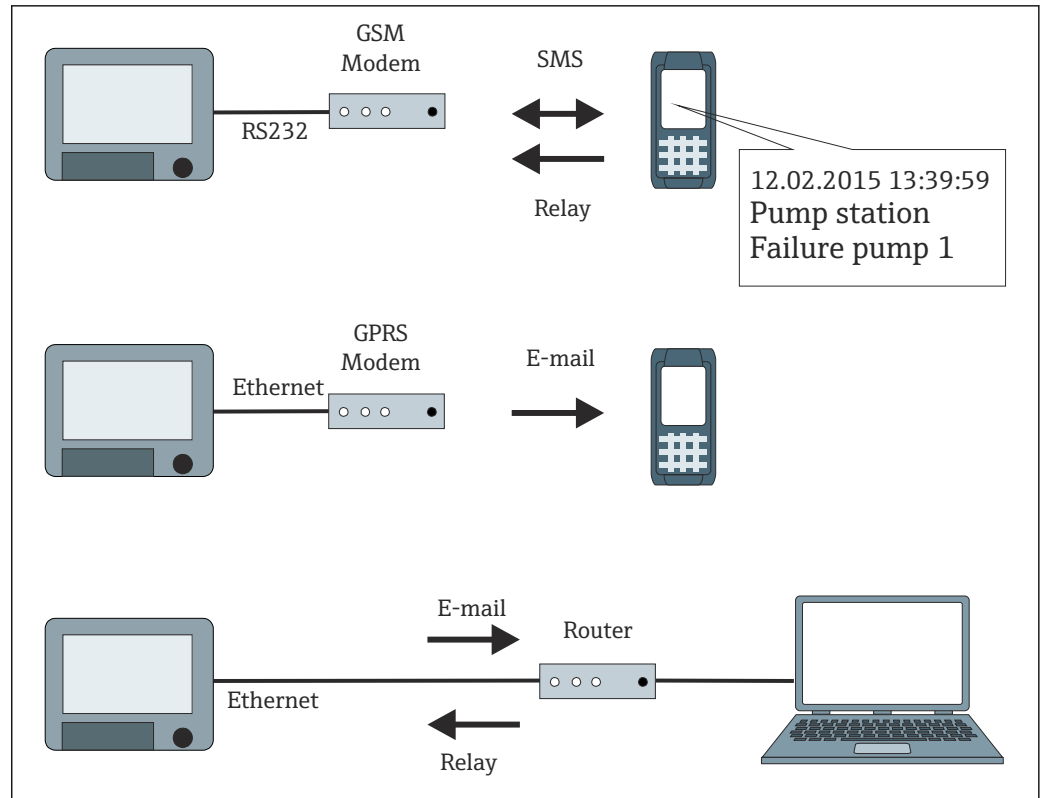 GSM
Modem
SMS
RS232
Relay
12.02.2015 13:39:59
Pump station
Failure pump 1
GPRS
Modem
E-mail
Ethernet
E-mail
Router
Ethernet
Relay